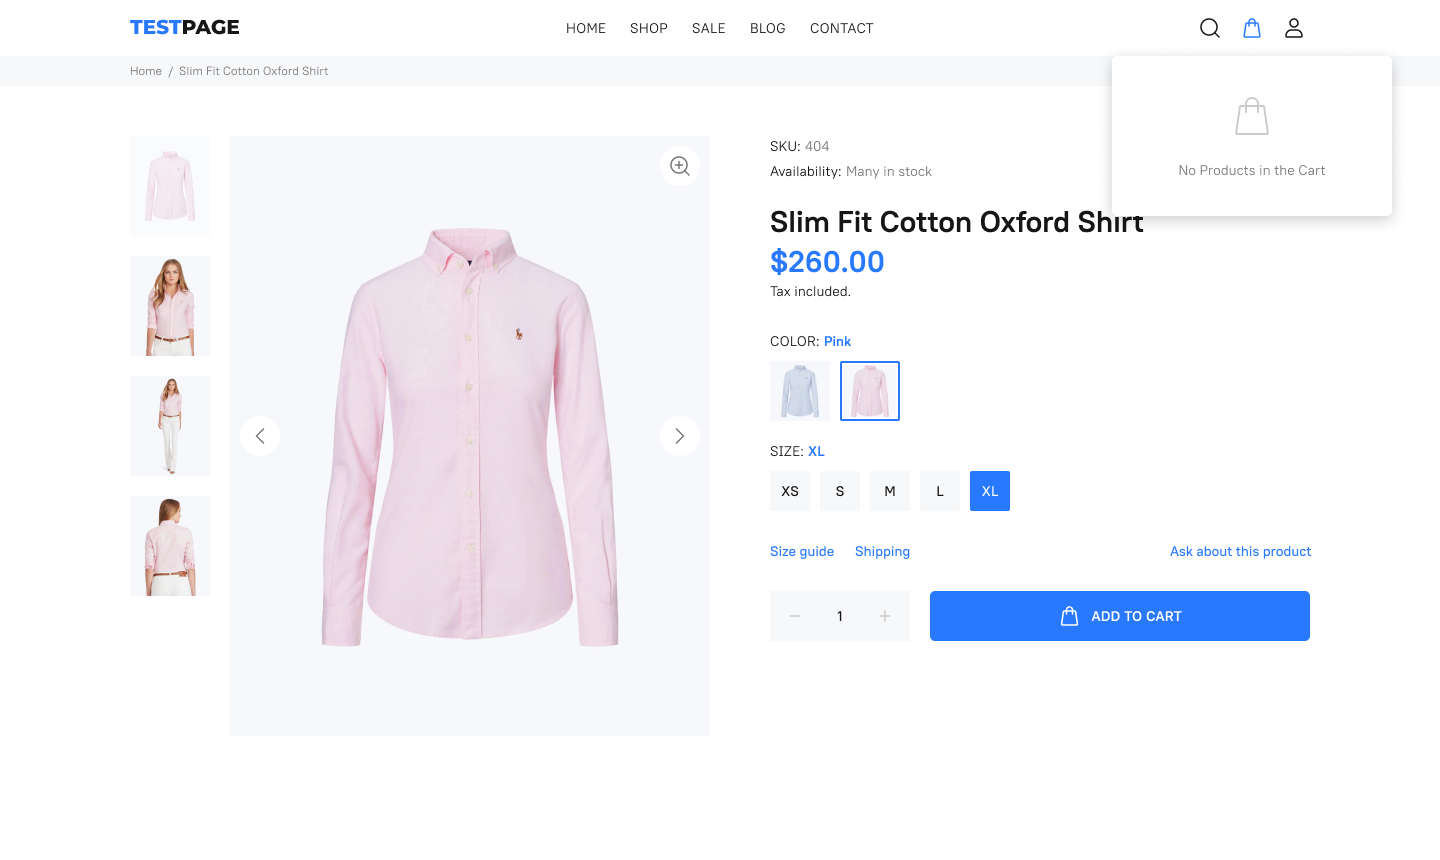 TESTPAGE
HOME SHOP SALE BLOG CONTACT
Home / Slim Fit Cotton Oxford Shirt
No Products in the Cart
SKU: 404
Availability: Many in stock
Slim Fit Cotton Oxford Shirt
$260.00
Tax included.
COLOR: Pink
SIZE: XL
XS S M L XL
Size guide Shipping Ask about this product
1 ADD TO CART